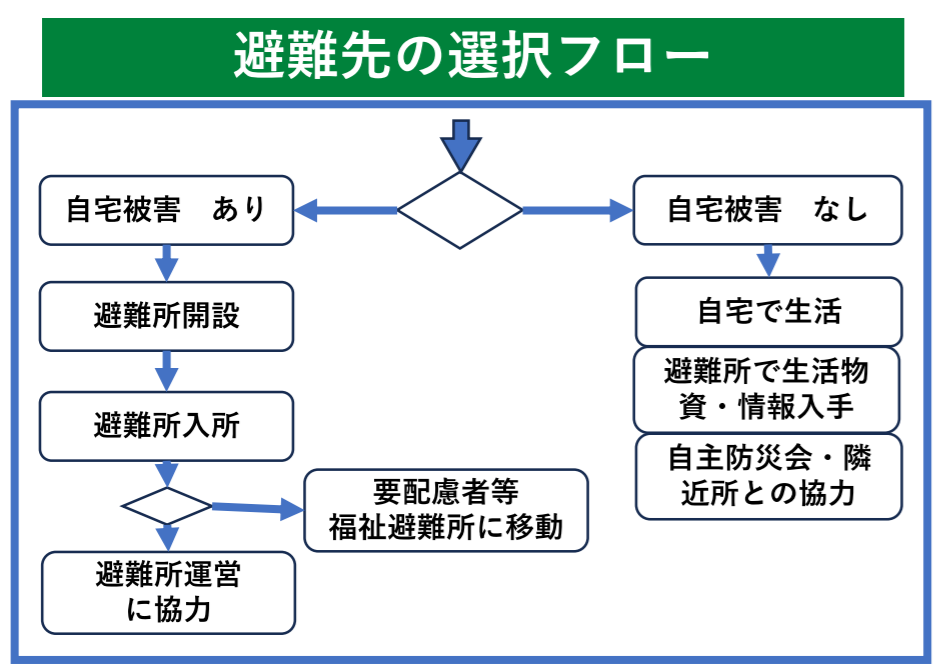 避難先の選択フロー
自宅被害　あり
避難所開設
避難所入所
要配慮者等
福祉避難所に移動
避難所運営
に協力
自宅被害　なし
自宅で生活
避難所で生活物
資・情報入手
自主防災会・隣
近所との協力